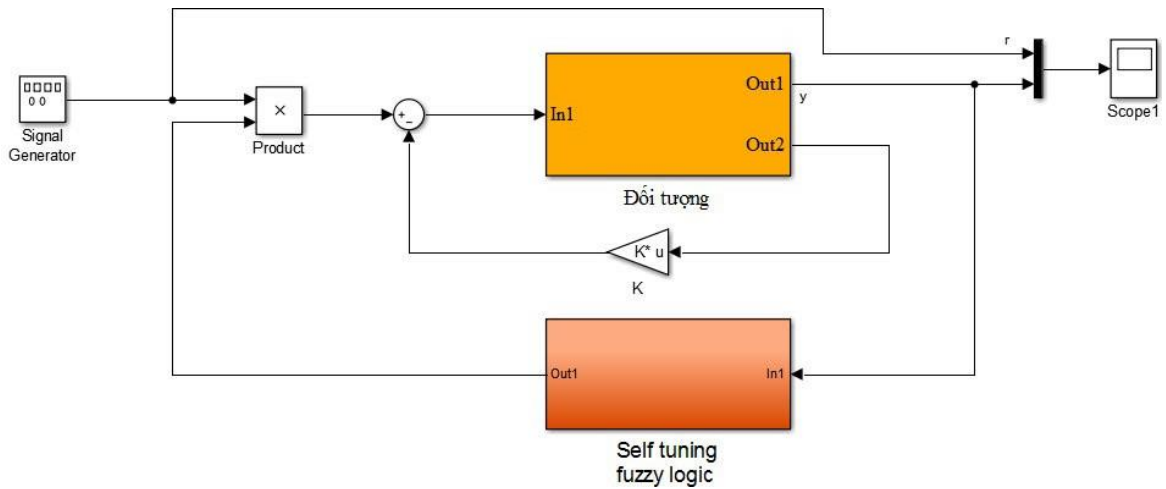 r
Signal
Generator
×
Product
+
-
In1
Out1
y
Out2
Scope1
Đối tượng
K* u
K
Out1
In1
Self tuning
fuzzy logic